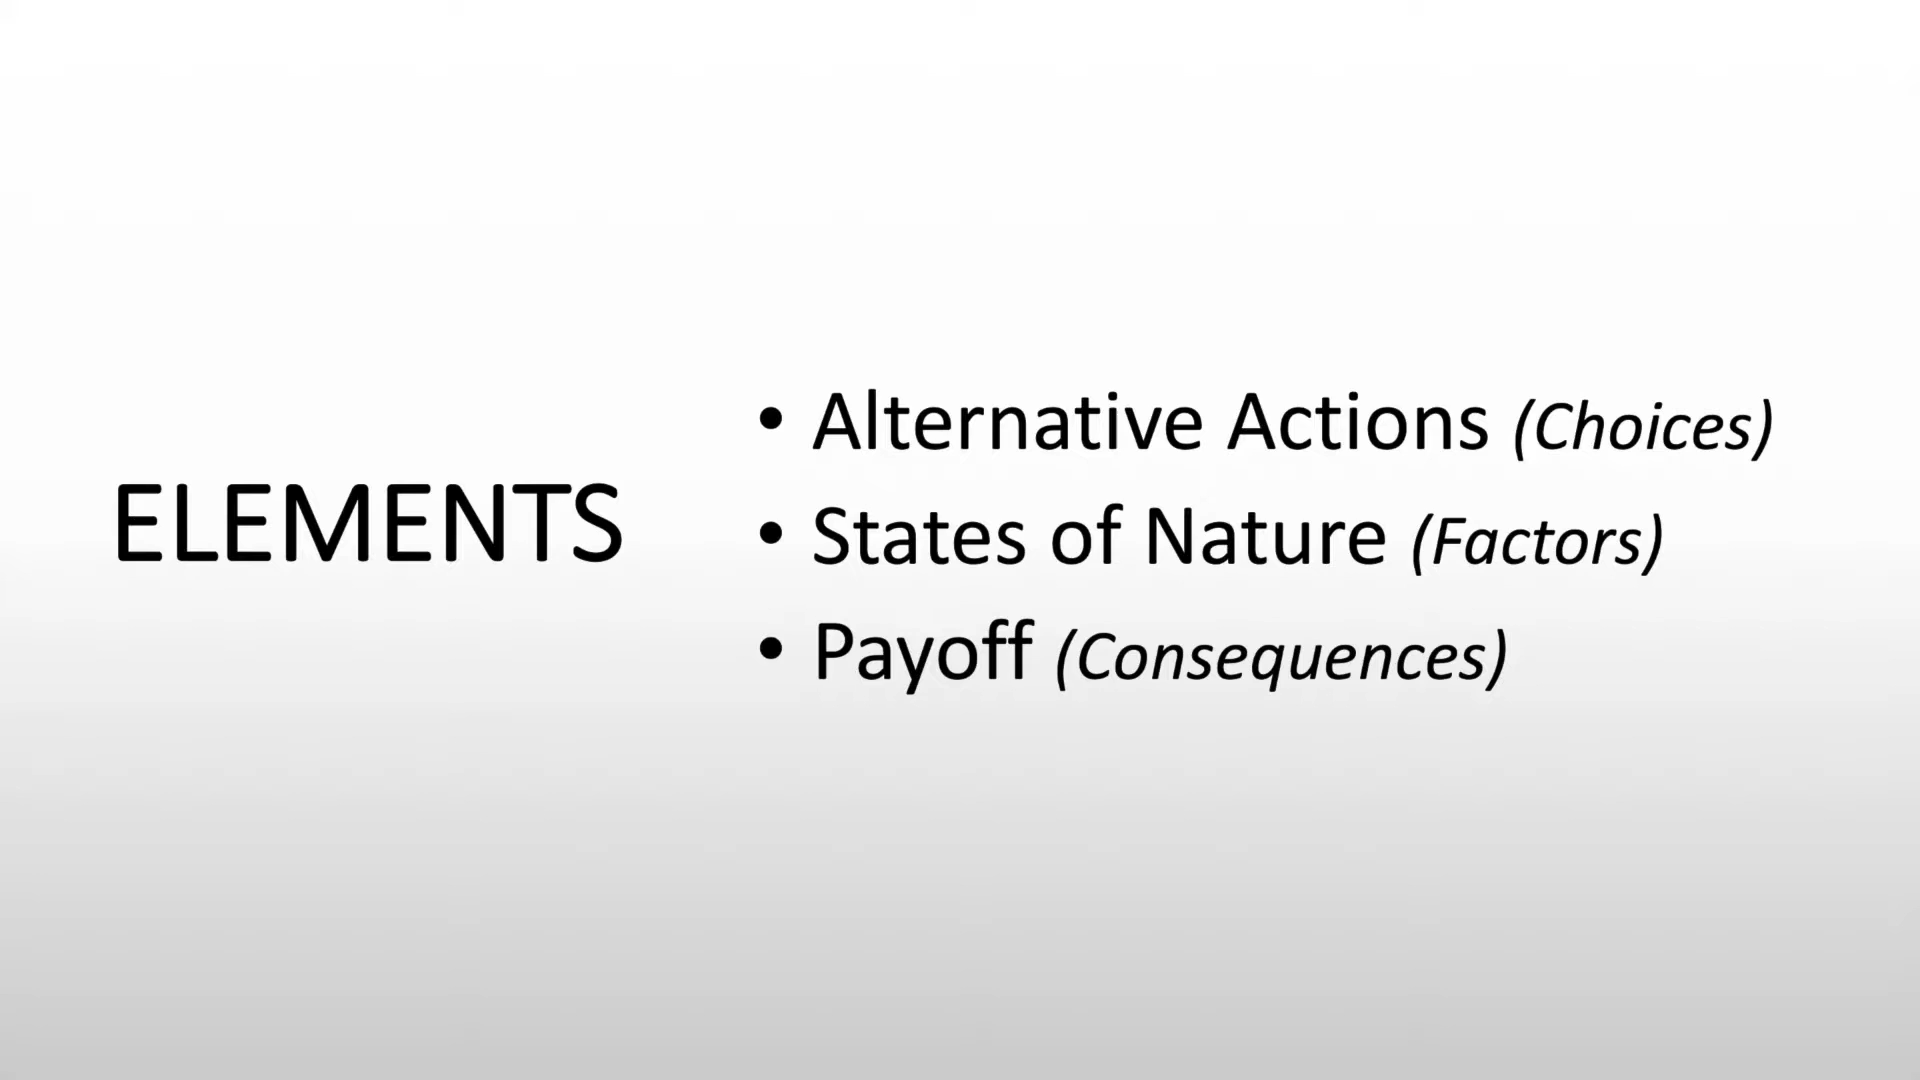 ELEMENTS
• Alternative Actions (Choices)
• States of Nature (Factors)
• Payoff (Consequences)